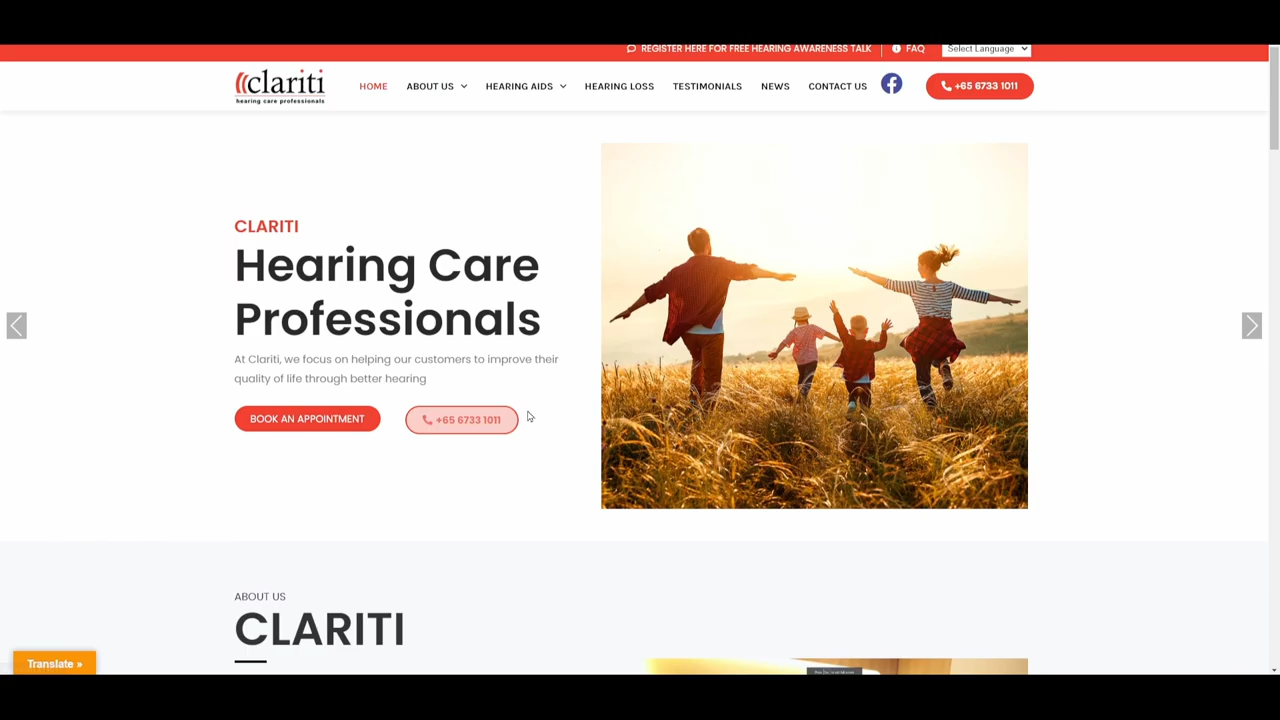 REGISTER HERE FOR FREE HEARING AWARENESS TALK FAQ Select Language
clariti
hearing care professionals
HOME ABOUT US HEARING AIDS HEARING LOSS TESTIMONIALS NEWS CONTACT US +65 6733 1011
CLARITI
Hearing Care
Professionals
At Clariti, we focus on helping our customers to improve their
quality of life through better hearing
BOOK AN APPOINTMENT +65 6733 1011
ABOUT US
CLARITI
Translate »